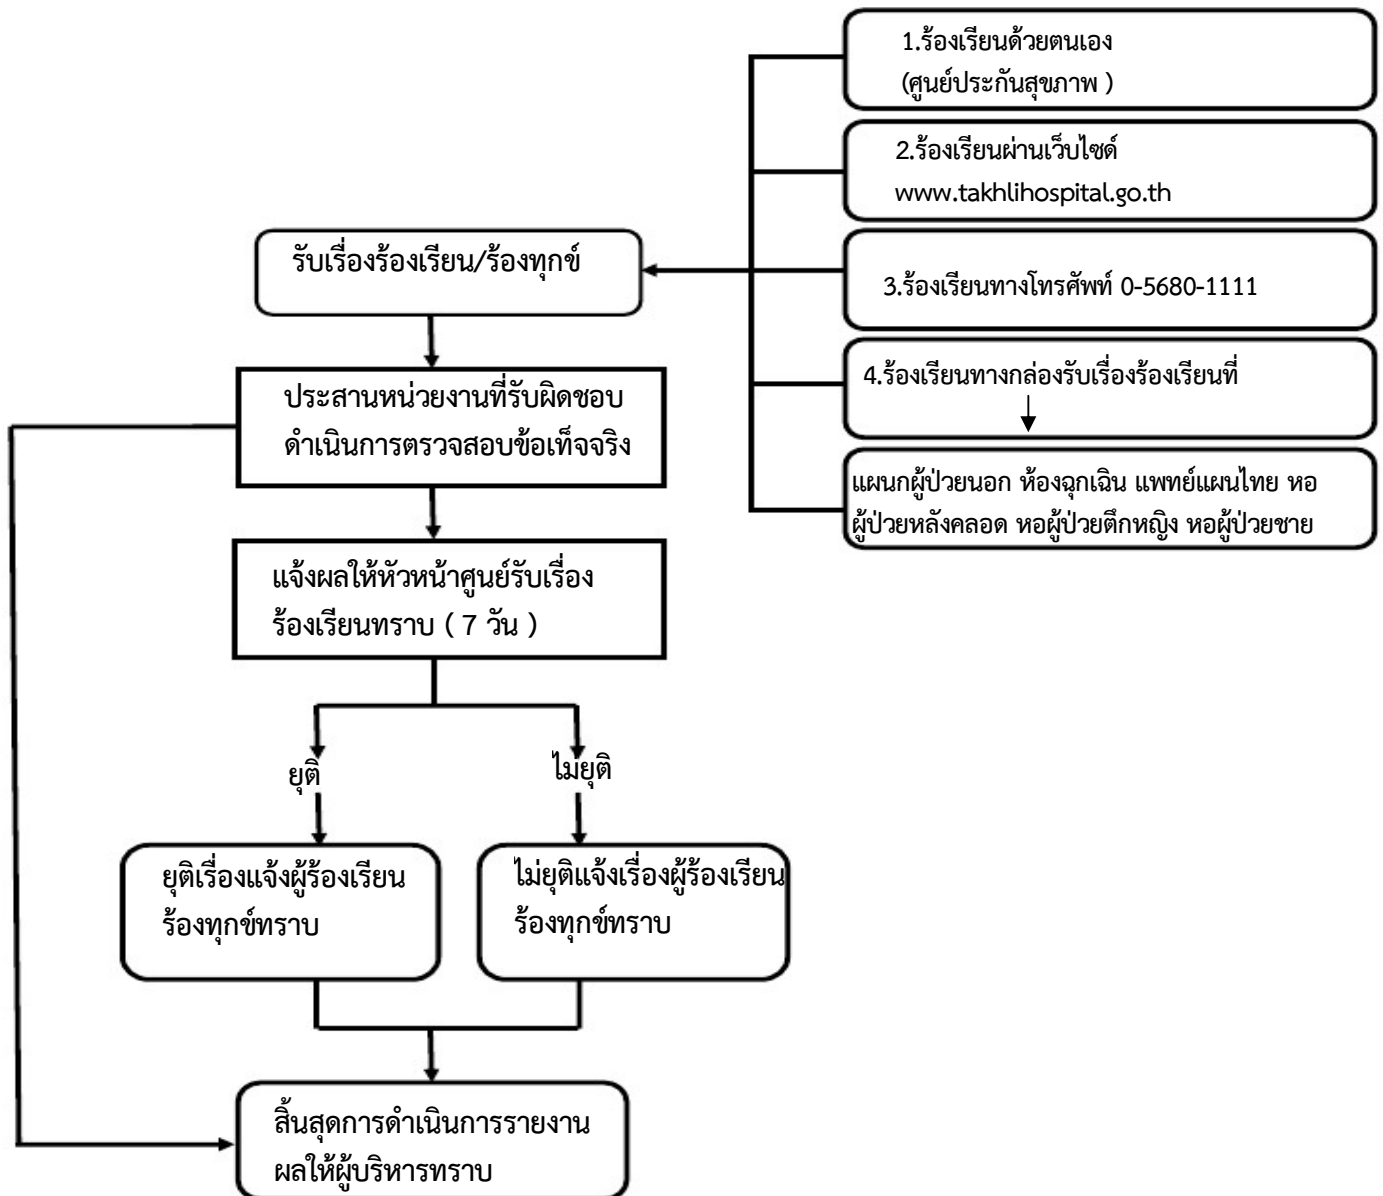 1.ร้องเรียนด้วยตนเอง
(ศูนย์ประกันสุขภาพ )
2.ร้องเรียนผ่านเว็บไซด์
www.takhlihospital.go.th
รับเรื่องร้องเรียน/ร้องทุกข์
3.ร้องเรียนทางโทรศัพท์ 0-5680-1111
4.ร้องเรียนทางกล่องรับเรื่องร้องเรียนที่
แผนกผู้ป่วยนอก ห้องฉุกเฉิน แพทย์แผนไทย หอ
ผู้ป่วยหลังคลอด หอผู้ป่วยตึกหญิง หอผู้ป่วยชาย
ประสานหน่วยงานที่รับผิดชอบ
ดำเนินการตรวจสอบข้อเท็จจริง
แจ้งผลให้หัวหน้าศูนย์รับเรื่อง
ร้องเรียนทราบ ( 7 วัน )
ยุติ
ไม่ยุติ
ยุติเรื่องแจ้งผู้ร้องเรียน
ร้องทุกข์ทราบ
ไม่ยุติแจ้งเรื่องผู้ร้องเรียน
ร้องทุกข์ทราบ
สิ้นสุดการดำเนินการรายงาน
ผลให้ผู้บริหารทราบ